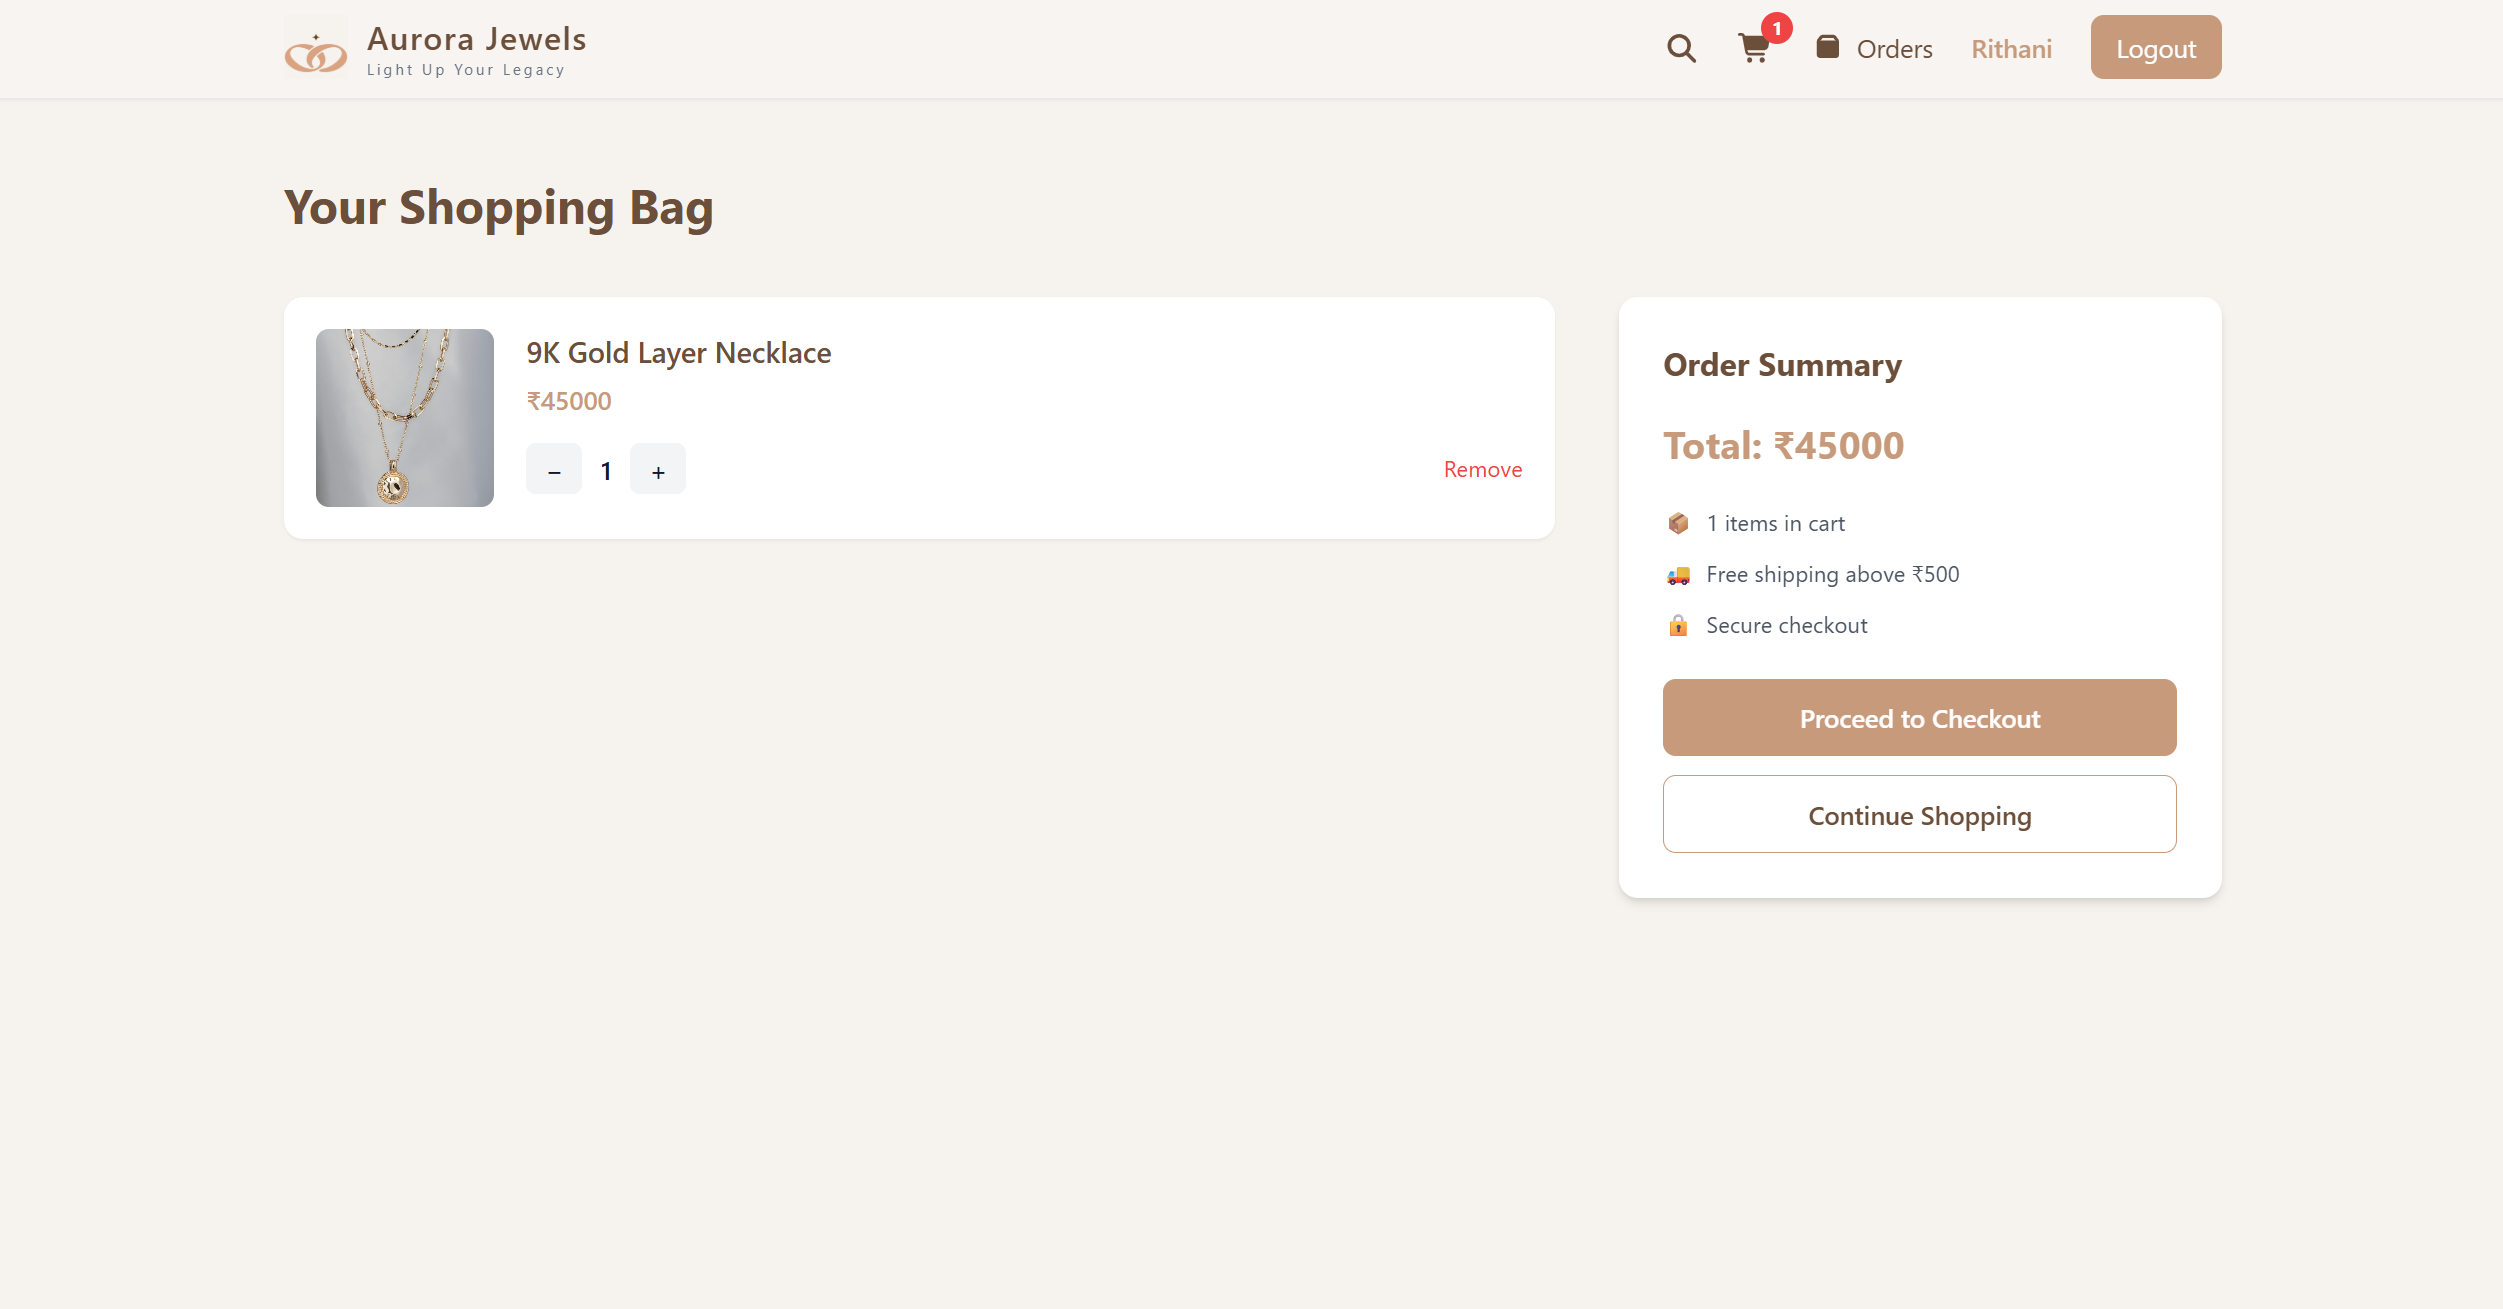 Aurora Jewels
Light Up Your Legacy
1
Orders
Rithani
Logout
Your Shopping Bag
9K Gold Layer Necklace
₹45000
− 1 +
Remove
Order Summary
Total: ₹45000
1 items in cart
Free shipping above ₹500
Secure checkout
Proceed to Checkout
Continue Shopping